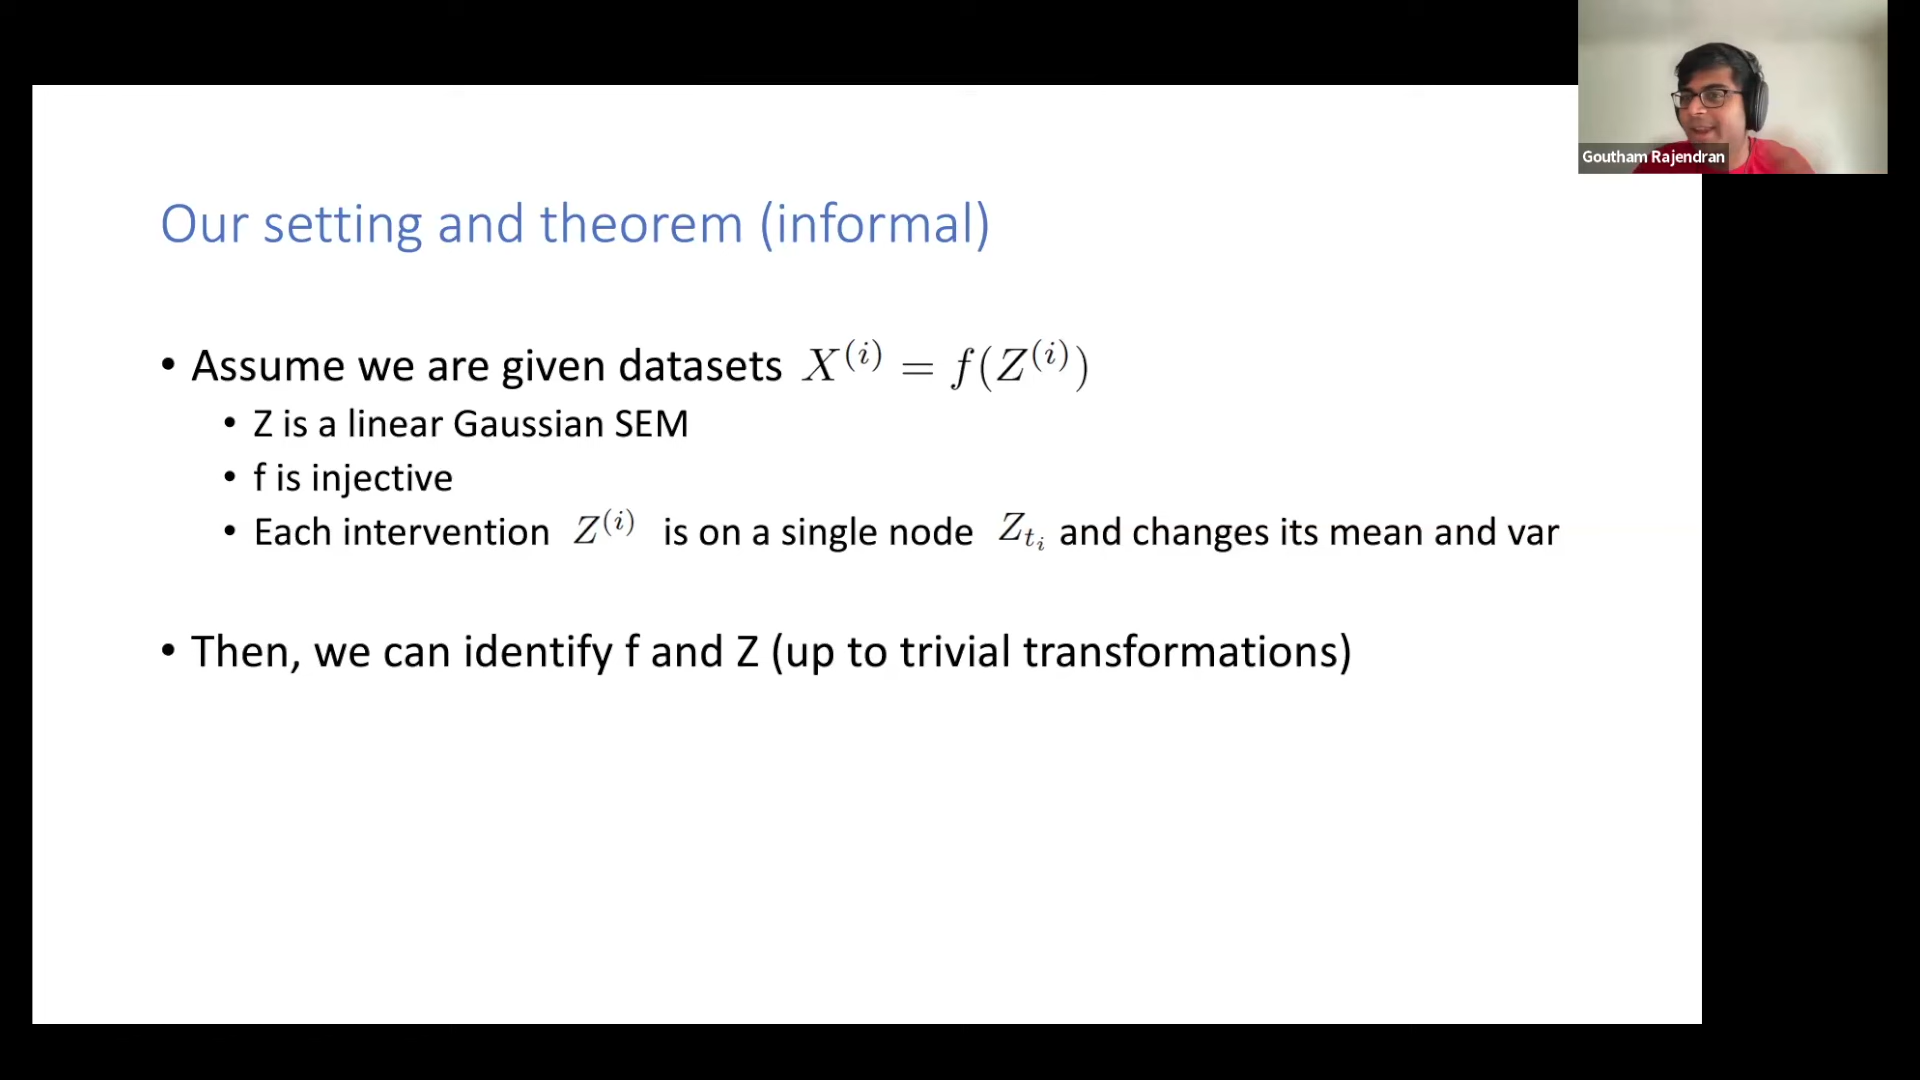 Goutham Rajendran
Our setting and theorem (informal)
• Assume we are given datasets X^{(i)} = f(Z^{(i)})
• Z is a linear Gaussian SEM
• f is injective
• Each intervention Z^{(i)} is on a single node Z_{t_i} and changes its mean and var
• Then, we can identify f and Z (up to trivial transformations)